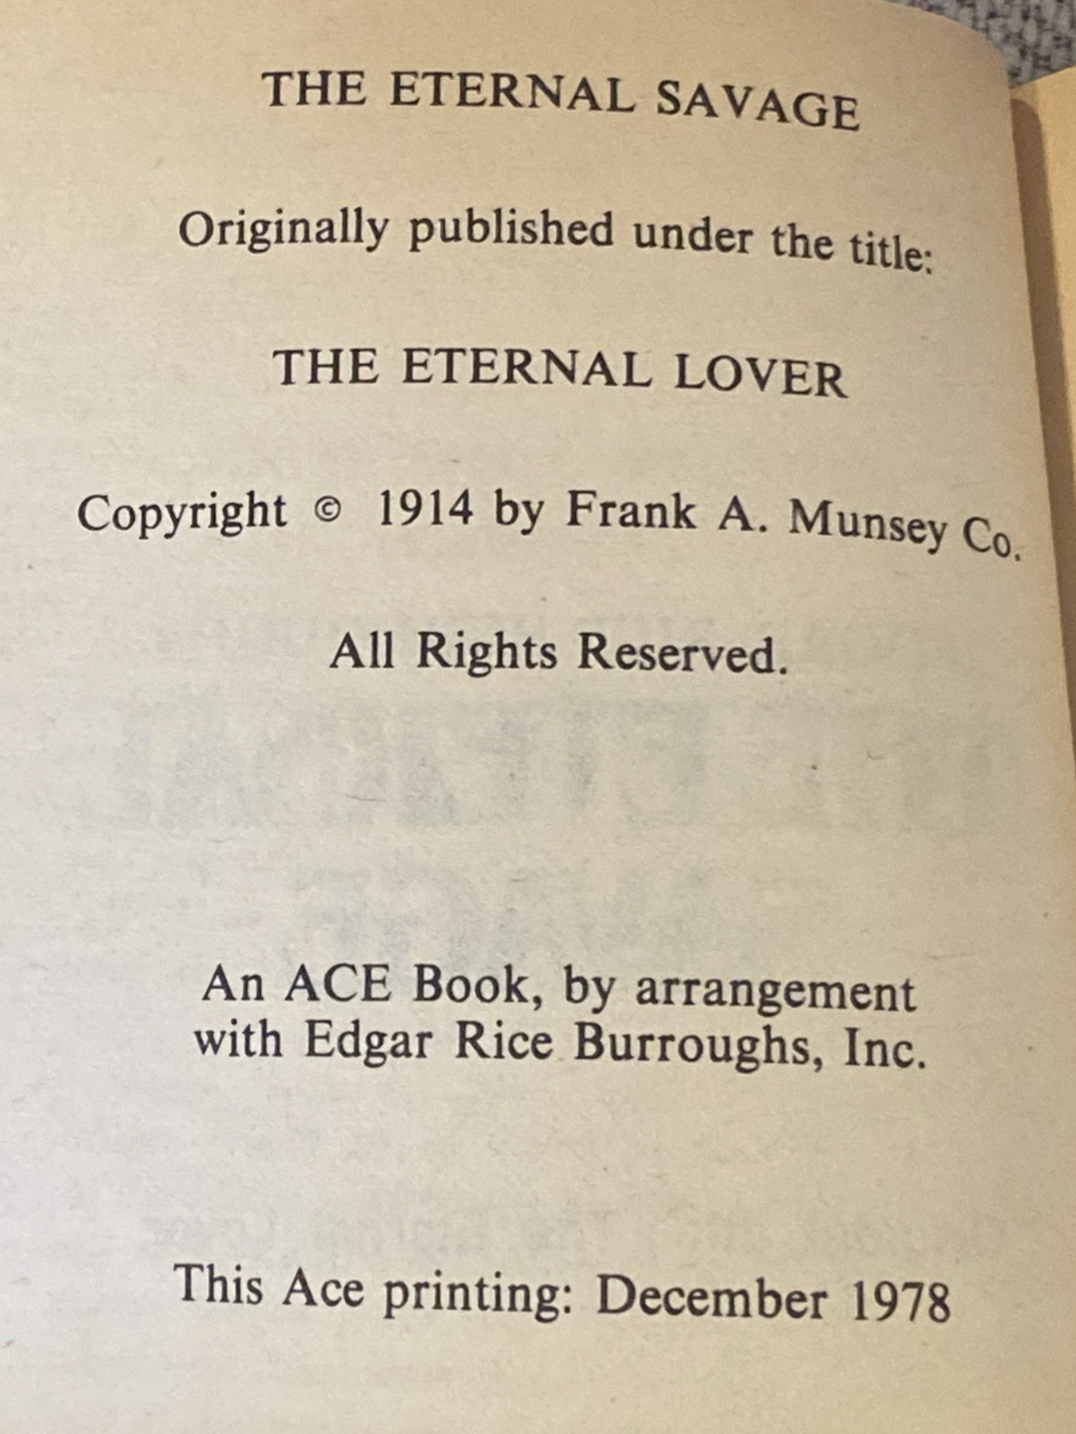 THE ETERNAL SAVAGE
Originally published under the title:
THE ETERNAL LOVER
Copyright © 1914 by Frank A. Munsey Co.
All Rights Reserved.
An ACE Book, by arrangement
with Edgar Rice Burroughs, Inc.
This Ace printing: December 1978